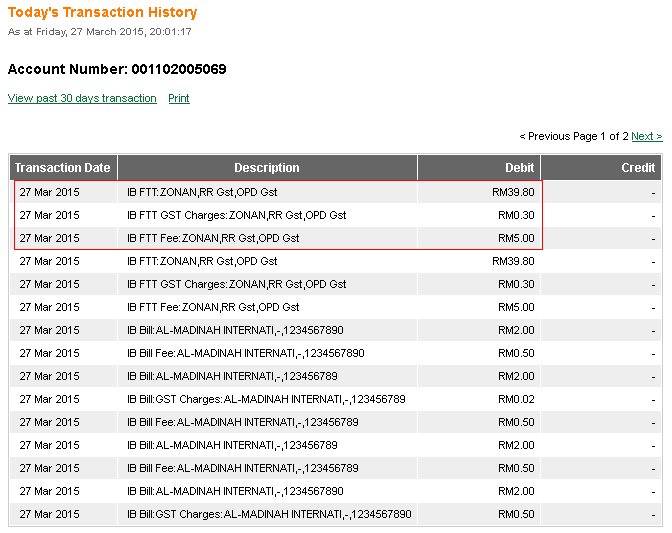 Today's Transaction History
As at Friday, 27 March 2015, 20:01:17
Account Number: 001102005069
View past 30 days transaction Print
< Previous Page 1 of 2 Next >
Transaction Date Description Debit Credit
27 Mar 2015 IB FTT:ZONAN,RR Gst,OPD Gst RM39.80 -
27 Mar 2015 IB FTT GST Charges:ZONAN,RR Gst,OPD Gst RM0.30 -
27 Mar 2015 IB FTT Fee:ZONAN,RR Gst,OPD Gst RM5.00 -
27 Mar 2015 IB FTT:ZONAN,RR Gst,OPD Gst RM39.80 -
27 Mar 2015 IB FTT GST Charges:ZONAN,RR Gst,OPD Gst RM0.30 -
27 Mar 2015 IB FTT Fee:ZONAN,RR Gst,OPD Gst RM5.00 -
27 Mar 2015 IB Bill:AL-MADINAH INTERNATI,-,1234567890 RM2.00 -
27 Mar 2015 IB Bill Fee:AL-MADINAH INTERNATI,-,1234567890 RM0.50 -
27 Mar 2015 IB Bill:AL-MADINAH INTERNATI,-,123456789 RM2.00 -
27 Mar 2015 IB Bill:GST Charges:AL-MADINAH INTERNATI,-,123456789 RM0.02 -
27 Mar 2015 IB Bill Fee:AL-MADINAH INTERNATI,-,123456789 RM0.50 -
27 Mar 2015 IB Bill:AL-MADINAH INTERNATI,-,123456789 RM2.00 -
27 Mar 2015 IB Bill Fee:AL-MADINAH INTERNATI,-,123456789 RM0.50 -
27 Mar 2015 IB Bill:AL-MADINAH INTERNATI,-,1234567890 RM2.00 -
27 Mar 2015 IB Bill:GST Charges:AL-MADINAH INTERNATI,-,1234567890 RM0.50 -